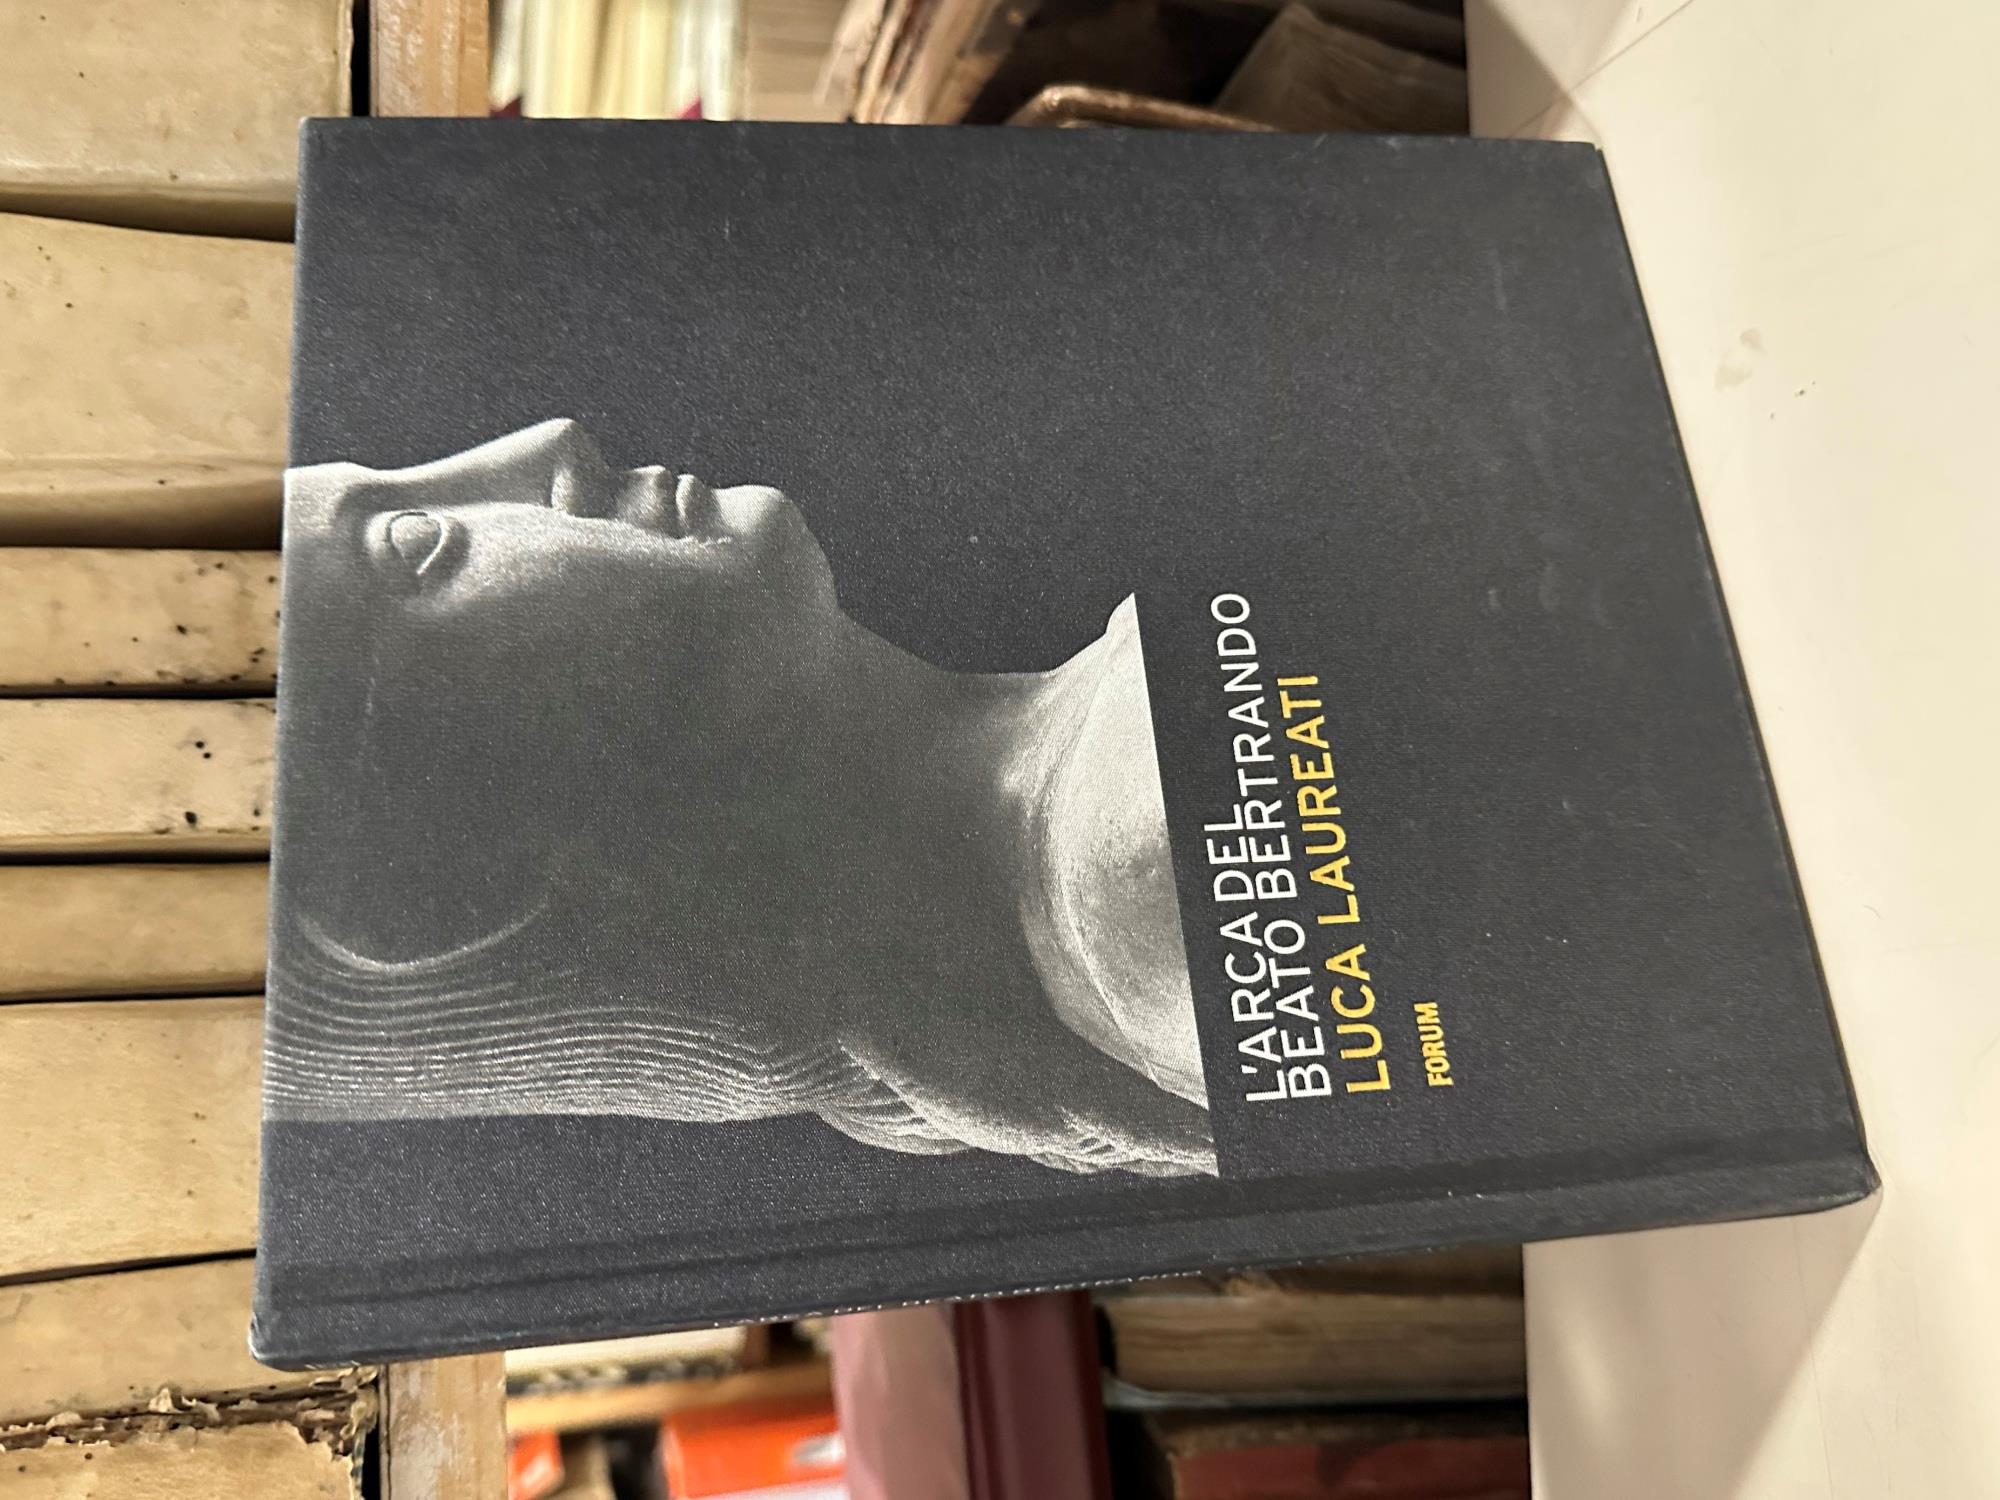 L'ARCA DEL
BEATO BERTRANDO
LUCA LAUREATI
FORUM